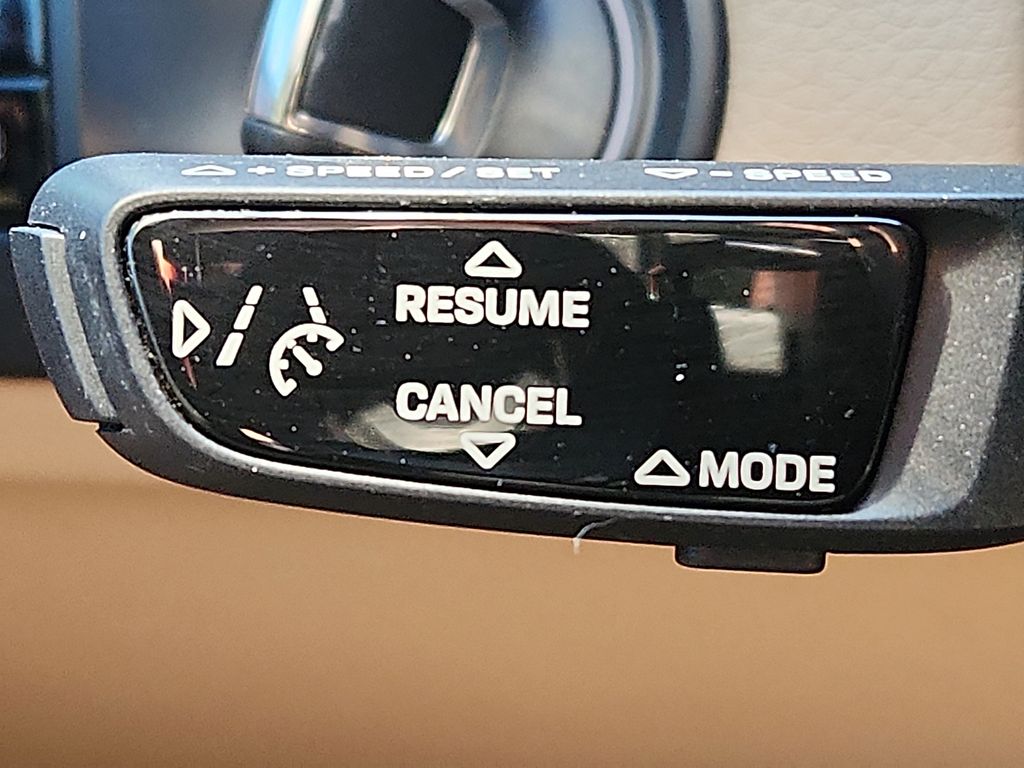 + SPEED / SET - SPEED
RESUME
CANCEL
MODE